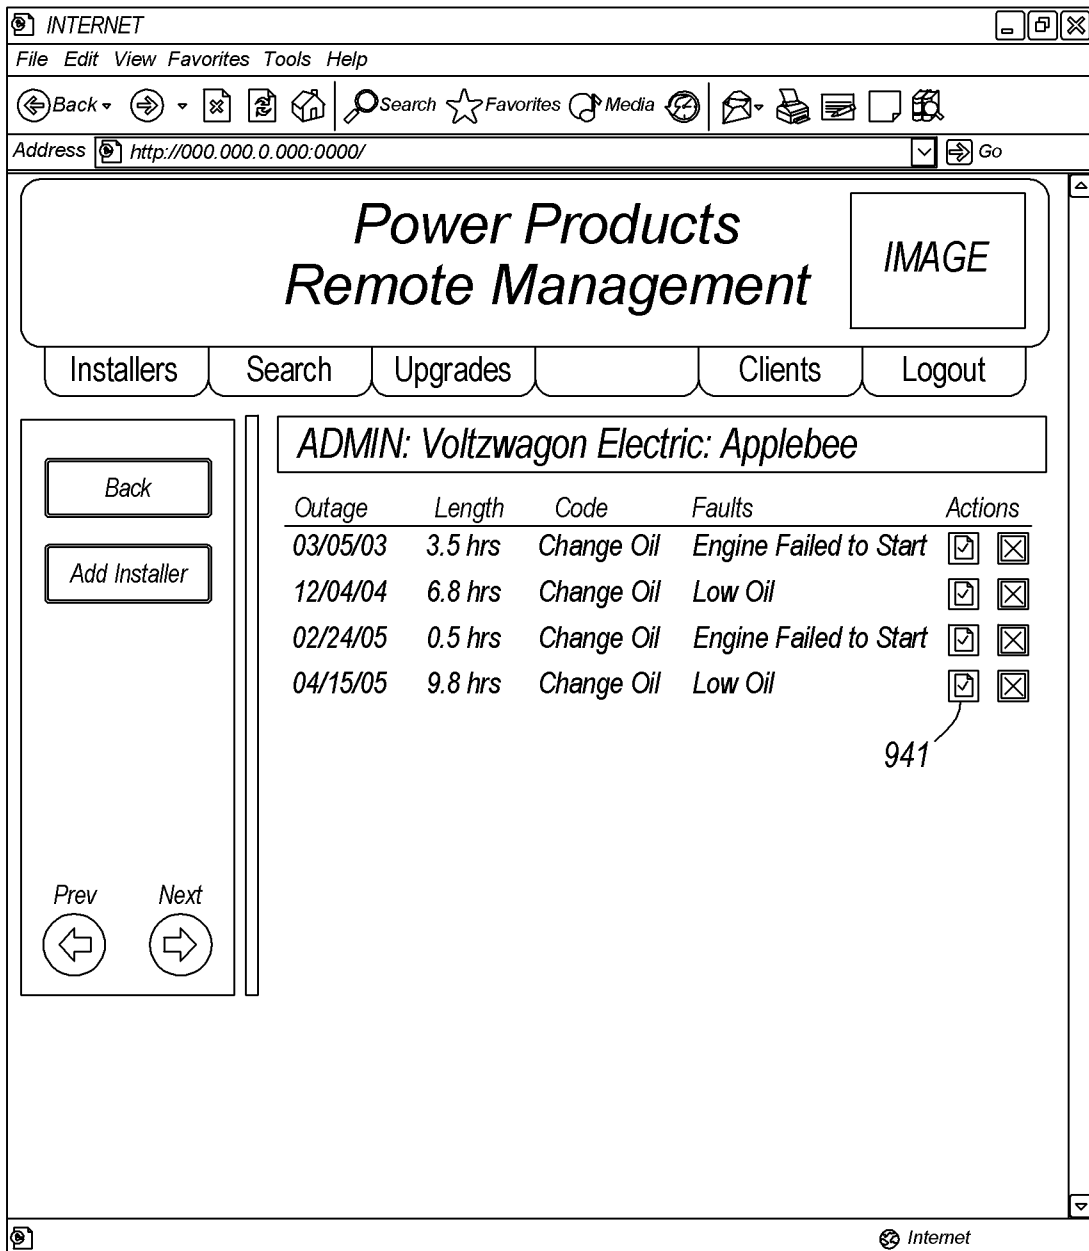 INTERNET
File Edit View Favorites Tools Help
Back Search Favorites Media
Address http://000.000.0.000:0000/ Go
Power Products
Remote Management
IMAGE
Installers Search Upgrades Clients Logout
Back
Add Installer
Prev Next
ADMIN: Voltzwagon Electric: Applebee
Outage Length Code Faults Actions
03/05/03 3.5 hrs Change Oil Engine Failed to Start
12/04/04 6.8 hrs Change Oil Low Oil
02/24/05 0.5 hrs Change Oil Engine Failed to Start
04/15/05 9.8 hrs Change Oil Low Oil
941
Internet